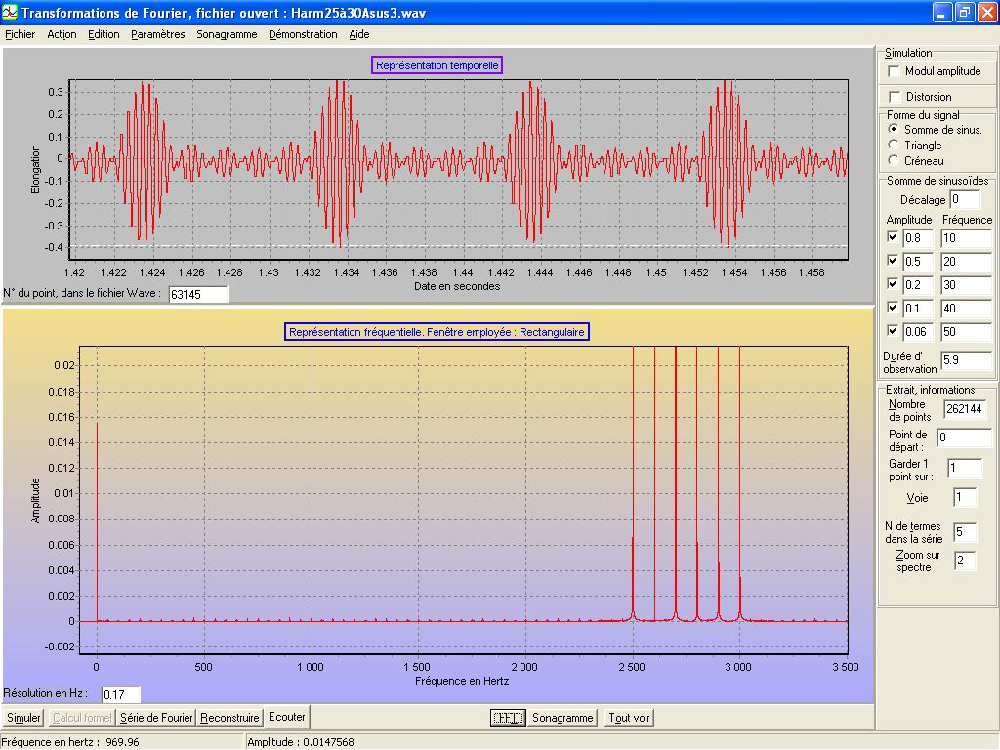 Transformations de Fourier, fichier ouvert : Harm25à30Asus3.wav
Fichier Action Edition Paramètres Sonagramme Démonstration Aide
Représentation temporelle
Elongation
0.3
0.2
0.1
0
-0.1
-0.2
-0.3
-0.4
1.42 1.422 1.424 1.426 1.428 1.43 1.432 1.434 1.436 1.438 1.44 1.442 1.444 1.446 1.448 1.45 1.452 1.454 1.456 1.458
Date en secondes
N° du point, dans le fichier Wave : 63145
Représentation fréquentielle. Fenêtre employée : Rectangulaire
Amplitude
0.02
0.018
0.016
0.014
0.012
0.01
0.008
0.006
0.004
0.002
0
-0.002
0 500 1 000 1 500 2 000 2 500 3 000 3 500
Fréquence en Hertz
Résolution en Hz : 0.17
Simulation
Modul amplitude
Distorsion
Forme du signal
Somme de sinus.
Triangle
Créneau
Somme de sinusoïdes
Décalage 0
Amplitude Fréquence
0.8 10
0.5 20
0.2 30
0.1 40
0.06 50
Durée d'
observation 5.9
Extrait, informations
Nombre
de points 262144
Point de
départ : 0
Garder 1
point sur : 1
Voie 1
N de termes
dans la série 5
Zoom sur
spectre 2
Simuler Calcul formel Série de Fourier Reconstruire Ecouter FFT Sonagramme Tout voir
Fréquence en hertz : 969.96 Amplitude : 0.0147568